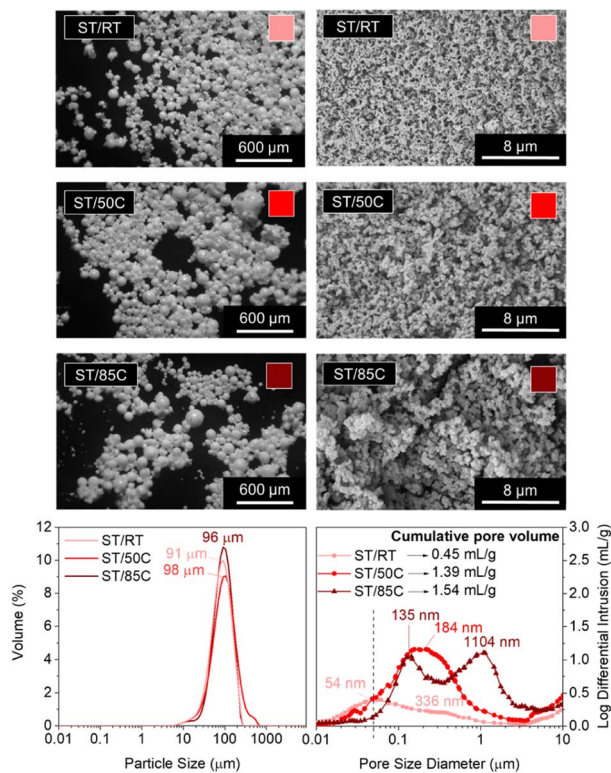 ST/RT
600 µm
ST/RT
8 µm
ST/50C
600 µm
ST/50C
8 µm
ST/85C
600 µm
ST/85C
8 µm
12
10
8
6
4
2
0
Volume (%)
ST/RT
ST/50C
ST/85C
96 µm
91 µm
98 µm
0.01 0.1 1 10 100 1000
Particle Size (µm)
Cumulative pore volume
ST/RT → 0.45 mL/g
ST/50C → 1.39 mL/g
ST/85C → 1.54 mL/g
135 nm
184 nm
1104 nm
54 nm
336 nm
3.0
2.5
2.0
1.5
1.0
0.5
0.0
Log Differential Intrusion (mL/g)
0.01 0.1 1 10
Pore Size Diameter (µm)